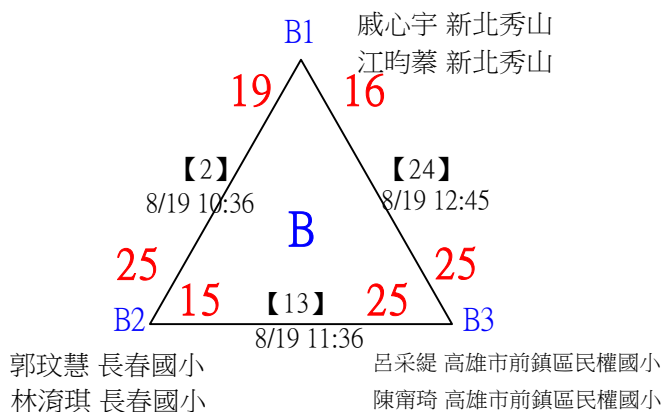 B1
戚心宇 新北秀山
江昀蓁 新北秀山
19
16
【2】
8/19 10:36
【24】
8/19 12:45
B
25
25
15
25
【13】
8/19 11:36
B2
B3
郭玟慧 長春國小
林淯琪 長春國小
呂采緹 高雄市前鎮區民權國小
陳甯琦 高雄市前鎮區民權國小